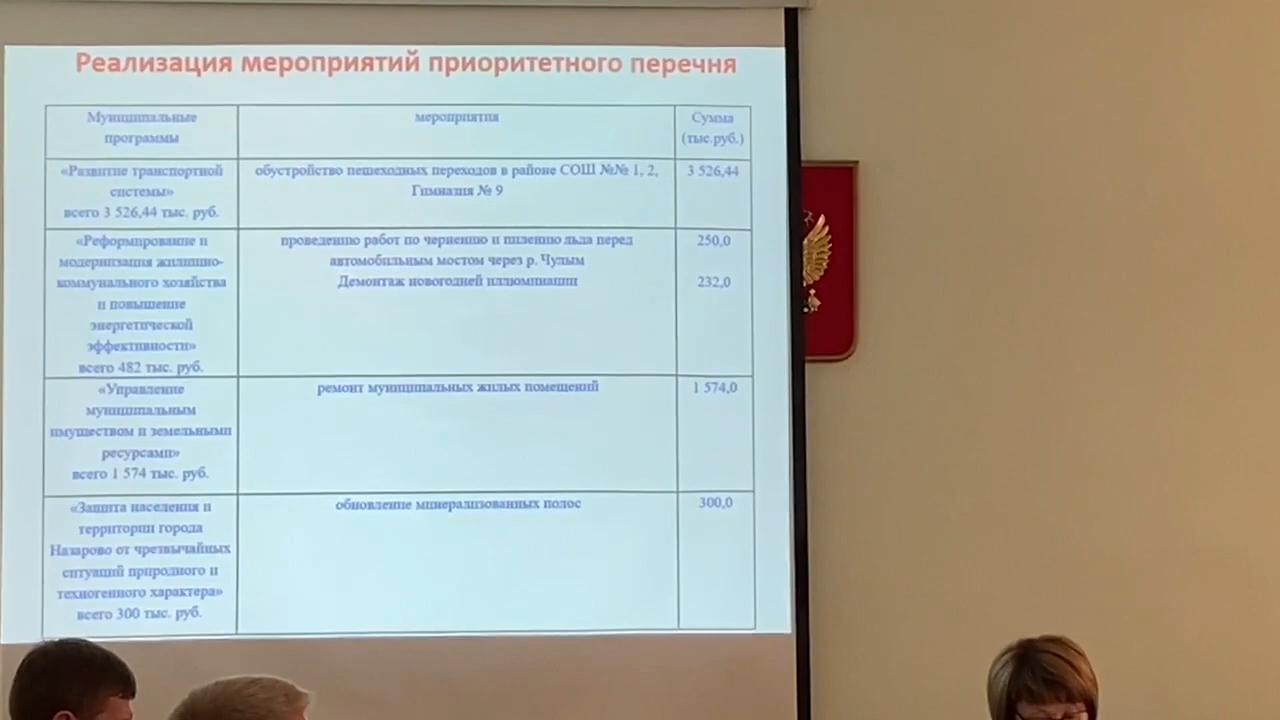 Реализация мероприятий приоритетного перечня
Муниципальные
программы
мероприятия
Сумма
(тыс.руб.)
«Развитие транспортной
системы»
всего 3 526,44 тыс. руб.
обустройство пешеходных переходов в районе СОШ №№ 1, 2,
Гимназия № 9
3 526,44
«Реформирование и
модернизация жилищно-
коммунального хозяйства
и повышение
энергетической
эффективности»
всего 482 тыс. руб.
проведению работ по чернению и пилению льда перед
автомобильным мостом через р. Чулым
Демонтаж новогодней иллюминации
250,0
232,0
«Управление
муниципальным
имуществом и земельными
ресурсами»
всего 1 574 тыс. руб.
ремонт муниципальных жилых помещений
1 574,0
«Защита населения и
территории города
Назарово от чрезвычайных
ситуаций природного и
техногенного характера»
всего 300 тыс. руб.
обновление минерализованных полос
300,0